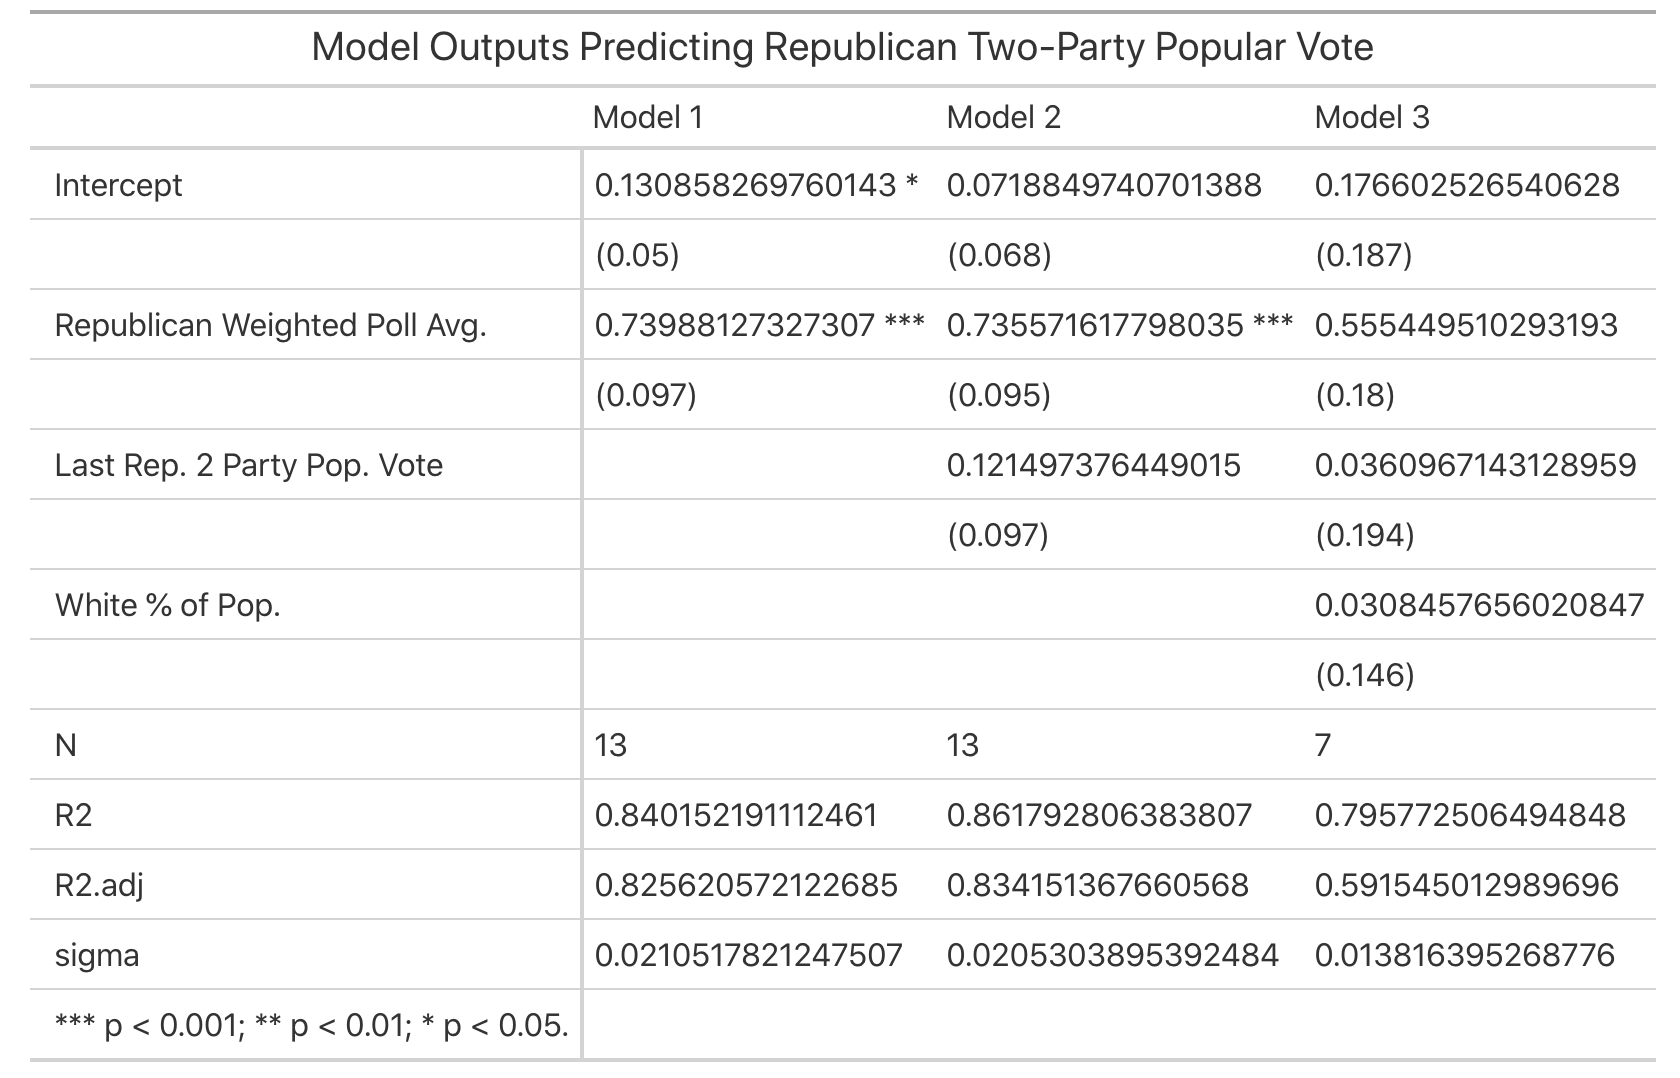 Model Outputs Predicting Republican Two-Party Popular Vote
Model 1 Model 2 Model 3
Intercept 0.130858269760143 * 0.0718849740701388 0.176602526540628
(0.05) (0.068) (0.187)
Republican Weighted Poll Avg. 0.73988127327307 *** 0.735571617798035 *** 0.555449510293193
(0.097) (0.095) (0.18)
Last Rep. 2 Party Pop. Vote 0.121497376449015 0.0360967143128959
(0.097) (0.194)
White % of Pop. 0.0308457656020847
(0.146)
N 13 13 7
R2 0.840152191112461 0.861792806383807 0.795772506494848
R2.adj 0.825620572122685 0.834151367660568 0.591545012989696
sigma 0.0210517821247507 0.0205303895392484 0.013816395268776
*** p < 0.001; ** p < 0.01; * p < 0.05.